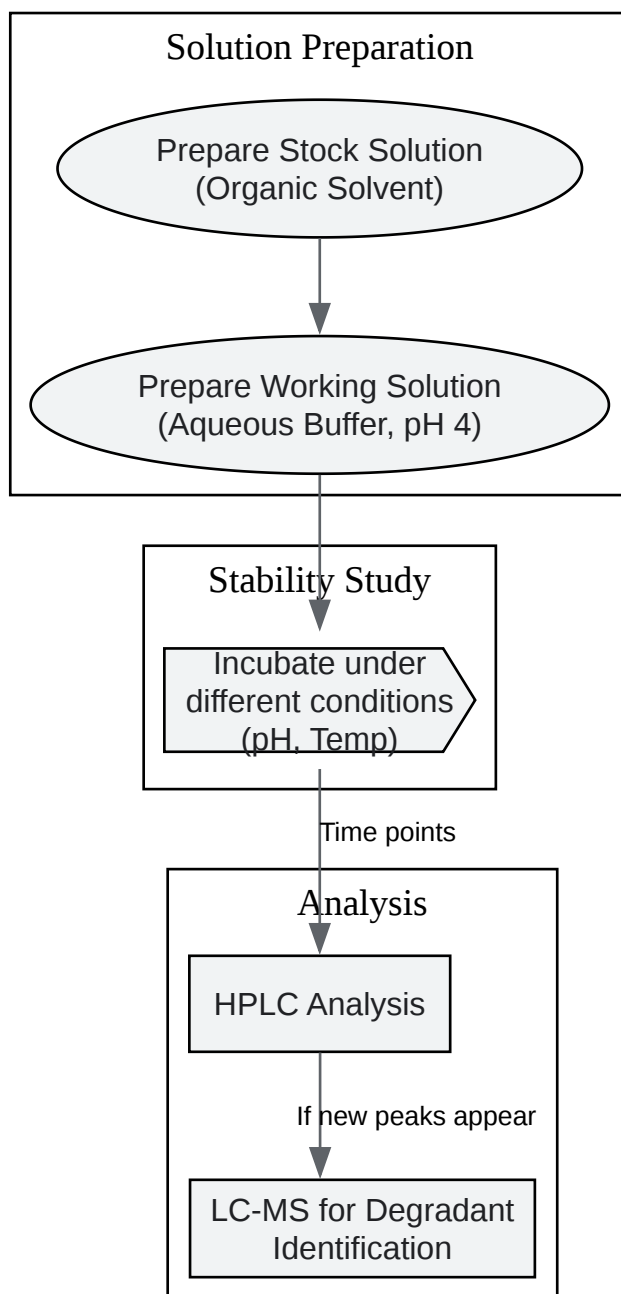 Solution Preparation
Prepare Stock Solution
(Organic Solvent)
Prepare Working Solution
(Aqueous Buffer, pH 4)
Stability Study
Incubate under
different conditions
(pH, Temp)
Time points
Analysis
HPLC Analysis
If new peaks appear
LC-MS for Degradant
Identification